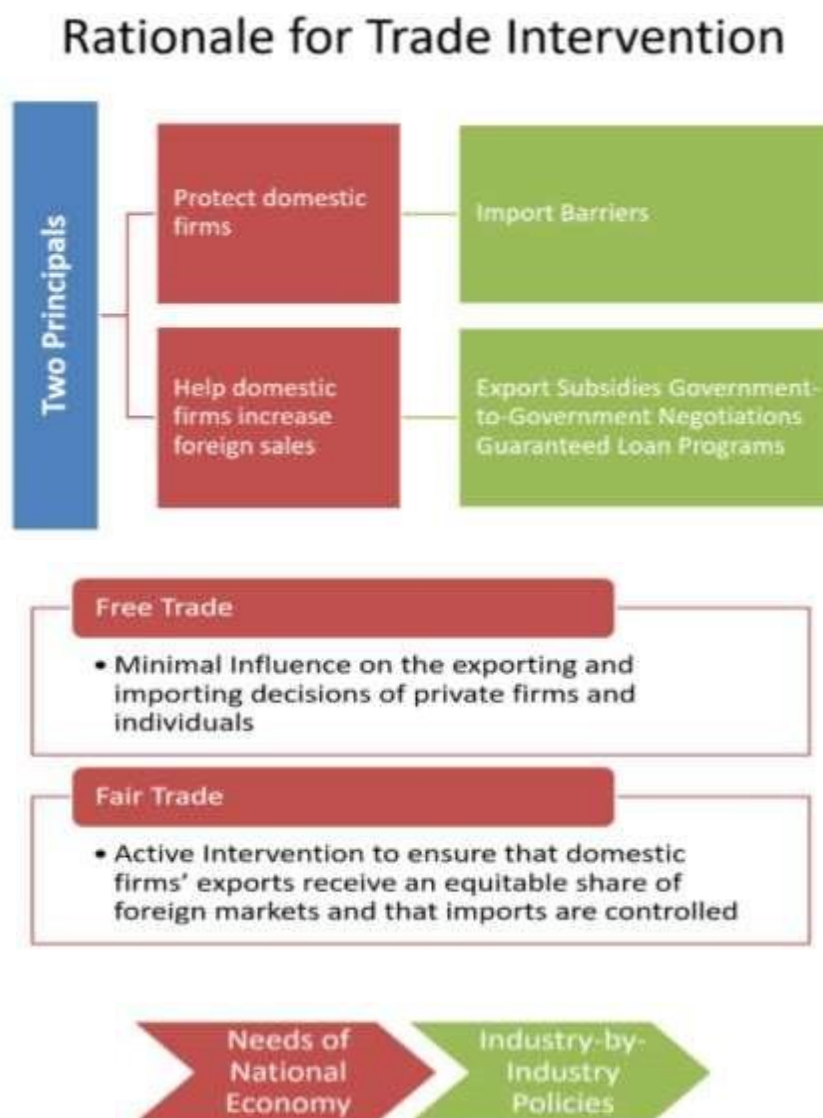 Rationale for Trade Intervention
Two Principals
Protect domestic
firms
Import Barriers
Help domestic
firms increase
foreign sales
Export Subsidies Government-
to-Government Negotiations
Guaranteed Loan Programs
Free Trade
• Minimal Influence on the exporting and
importing decisions of private firms and
individuals
Fair Trade
• Active Intervention to ensure that domestic
firms’ exports receive an equitable share of
foreign markets and that imports are controlled
Needs of
National
Economy
Industry-by-
Industry
Policies